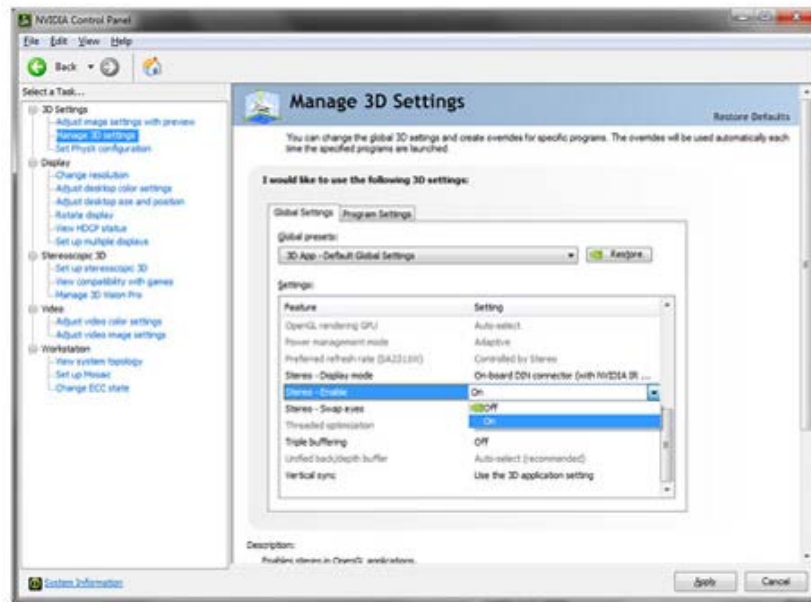 NVIDIA Control Panel
File Edit View Help
Back
Select a Task...
3D Settings
Adjust image settings with preview
Manage 3D settings
Set PhysX configuration
Display
Change resolution
Adjust desktop color settings
Adjust desktop size and position
Rotate display
View HDCP status
Set up multiple displays
Stereoscopic 3D
Set up stereoscopic 3D
View compatibility with games
Manage 3D Vision Pro
Video
Adjust video color settings
Adjust video image settings
Workstation
View system topology
Set up Mosaic
Change ECC state
System Information
Manage 3D Settings
Restore Defaults
You can change the global 3D settings and create overrides for specific programs. The overrides will be used automatically each
time the specified programs are launched.
I would like to use the following 3D settings:
Global Settings Program Settings
Global presets:
3D App - Default Global Settings Restore
Settings:
Feature Setting
OpenGL rendering GPU Auto-select
Power management mode Adaptive
Preferred refresh rate Controlled by Stereo
Stereo - Display mode On-board DIN connector (with NVIDIA IR ...
Stereo - Enable On
Off
Stereo - Swap eyes On
Threaded optimization
Triple buffering Off
Unified back/depth buffer Auto-select (recommended)
Vertical sync Use the 3D application setting
Description:
Enables stereo in OpenGL applications.
Apply Cancel